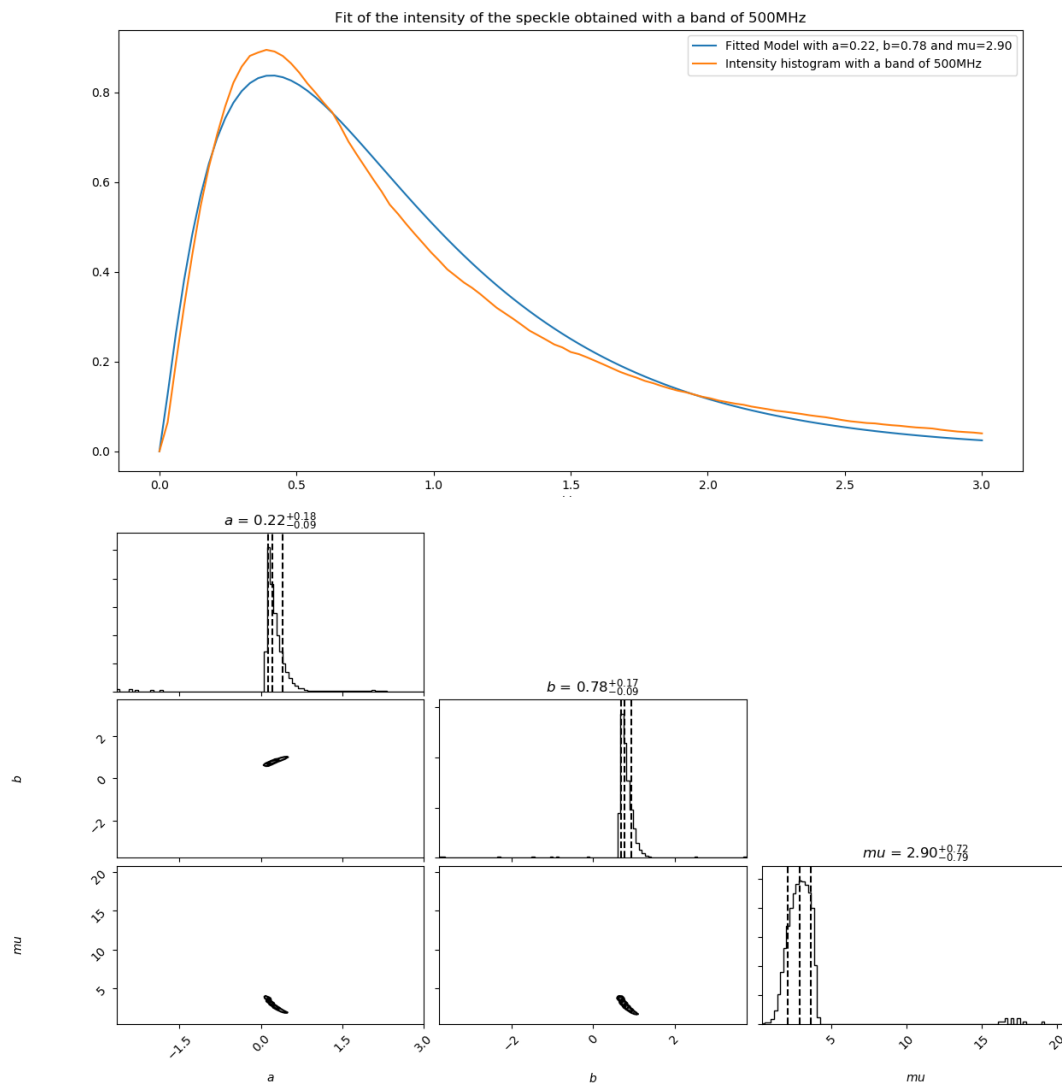 Fit of the intensity of the speckle obtained with a band of 500MHz
Fitted Model with a=0.22, b=0.78 and mu=2.90
Intensity histogram with a band of 500MHz
0.8
0.6
0.4
0.2
0.0
0.0 0.5 1.0 1.5 2.0 2.5 3.0
a = 0.22+0.18−0.09
b = 0.78+0.17−0.09
b
2
0
−2
mu = 2.90+0.72−0.79
mu
20
15
10
5
−1.5 0.0 1.5 3.0
−2 0 2
5 10 15 20
a
b
mu